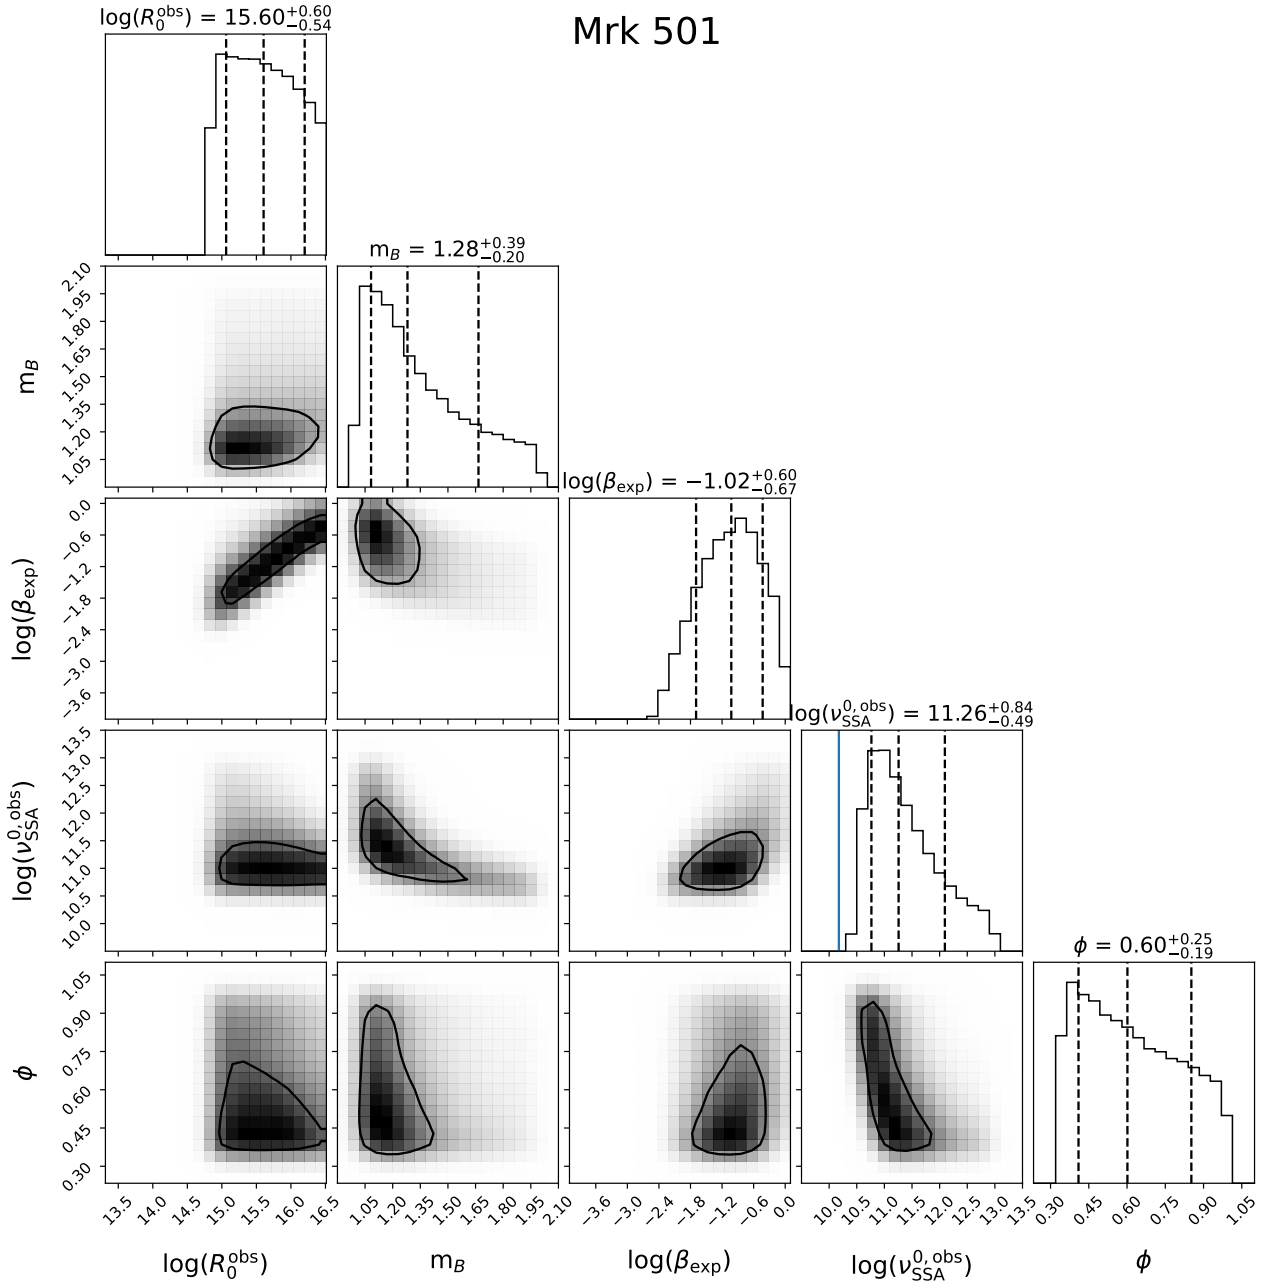 Mrk 501
log(R₀ᵒᵇˢ) = 15.60 +0.60 −0.54
m_B = 1.28 +0.39 −0.20
2.10
1.95
1.80
1.65
1.50
1.35
1.20
1.05
m_B
log(β_exp) = −1.02 +0.60 −0.67
0.0
−0.6
−1.2
−1.8
−2.4
−3.0
−3.6
log(β_exp)
log(ν_SSA^0, obs) = 11.26 +0.84 −0.49
13.5
13.0
12.5
12.0
11.5
11.0
10.5
10.0
log(ν_SSA^0, obs)
ϕ = 0.60 +0.25 −0.19
1.05
0.90
0.75
0.60
0.45
0.30
ϕ
13.5 14.0 14.5 15.0 15.5 16.0 16.5
1.05 1.20 1.35 1.50 1.65 1.80 1.95 2.10
−3.6 −3.0 −2.4 −1.8 −1.2 −0.6 0.0
10.0 10.5 11.0 11.5 12.0 12.5 13.0 13.5
0.30 0.45 0.60 0.75 0.90 1.05
log(R₀ᵒᵇˢ) m_B log(β_exp) log(ν_SSA^0, obs) ϕ